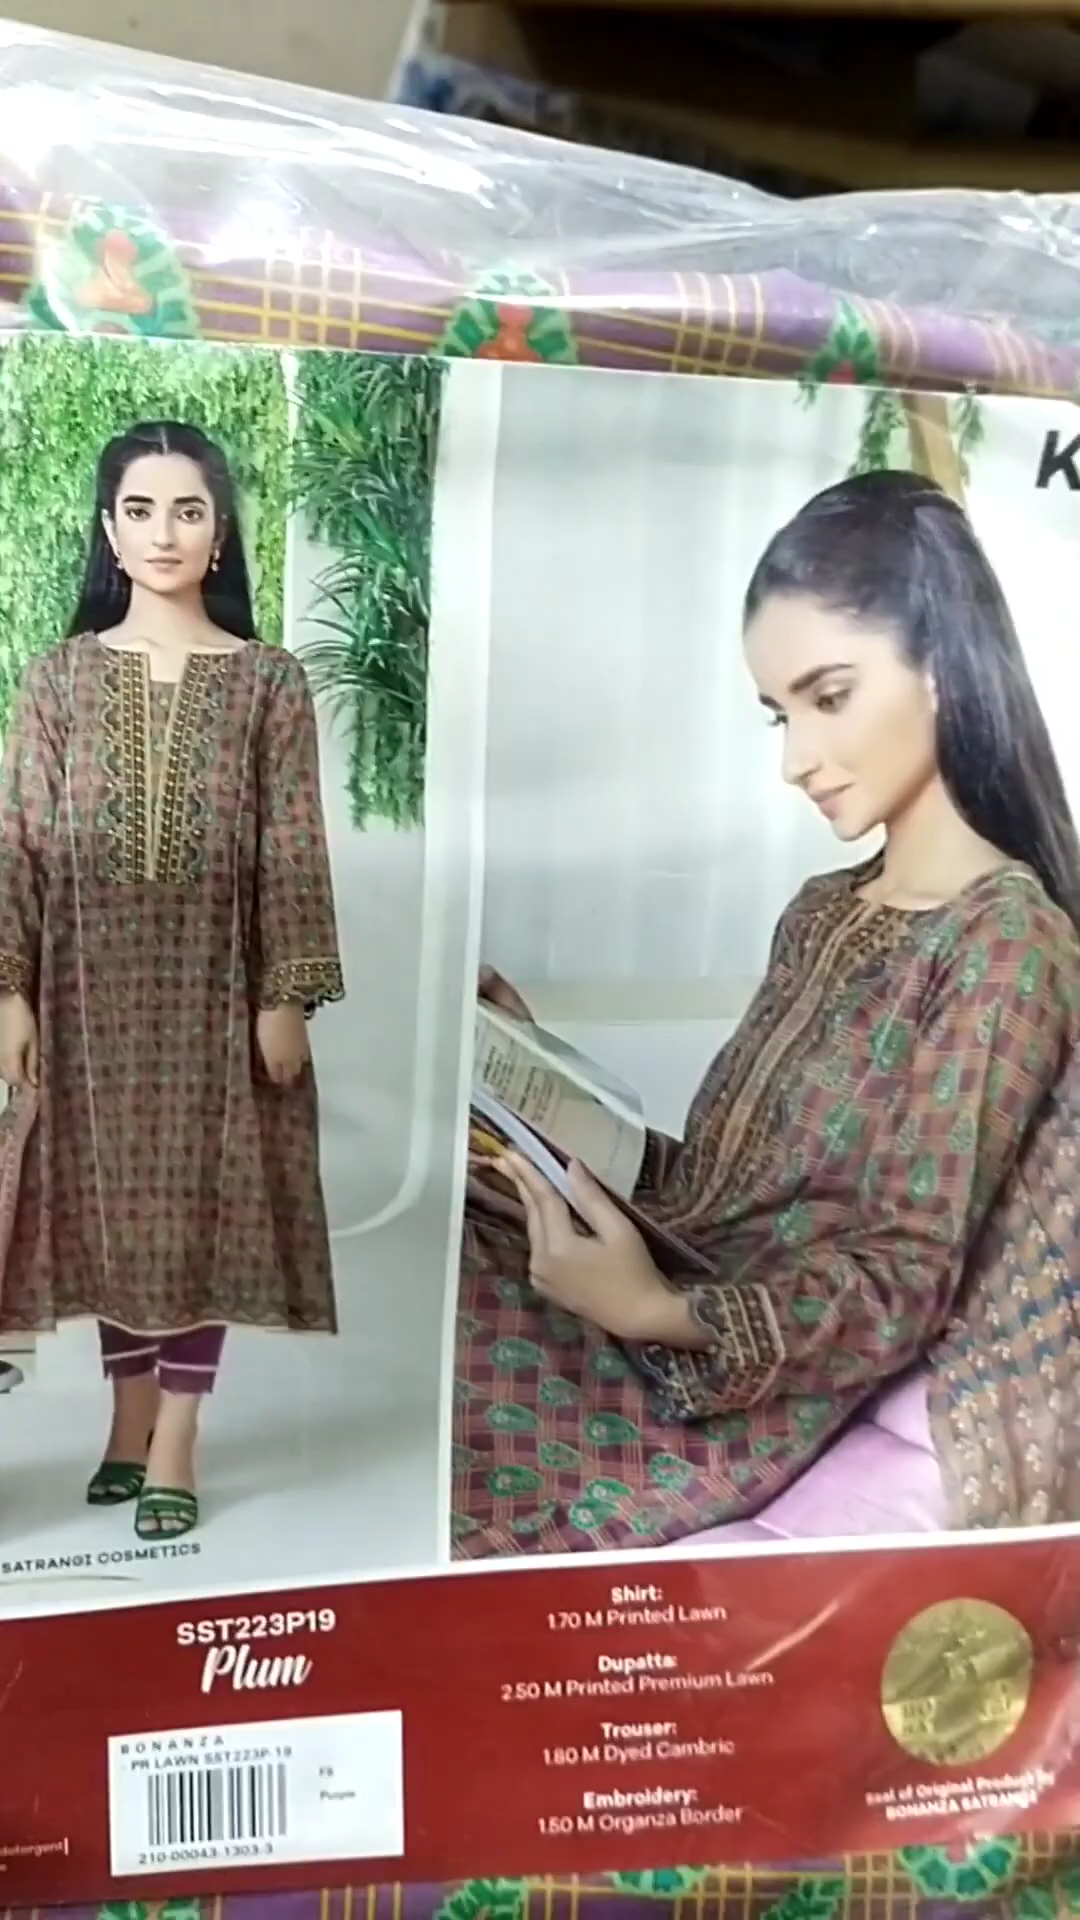 K
SATRANGI COSMETICS
SST223P19
Plum
BONANZA
PR LAWN SST223P-19
FS
Purple
210-00043-1303-3
detergent
Shirt:
1.70 M Printed Lawn
Dupatta:
2.50 M Printed Premium Lawn
Trouser:
1.80 M Dyed Cambric
Embroidery:
1.50 M Organza Border
Seal of Original Product by
BONANZA SATRANGI